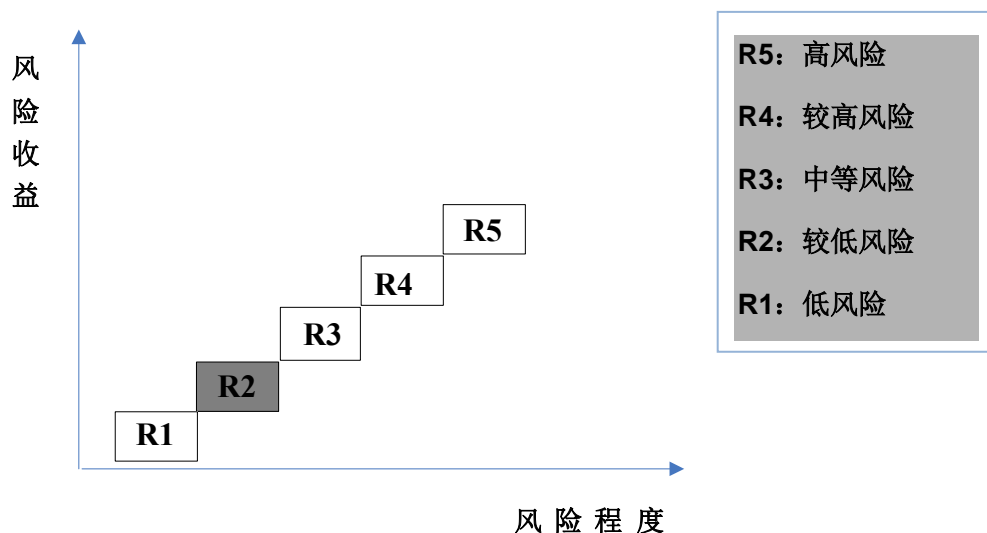 风
险
收
益
R5
R4
R3
R2
R1
风 险 程 度
R5：高风险
R4：较高风险
R3：中等风险
R2：较低风险
R1：低风险